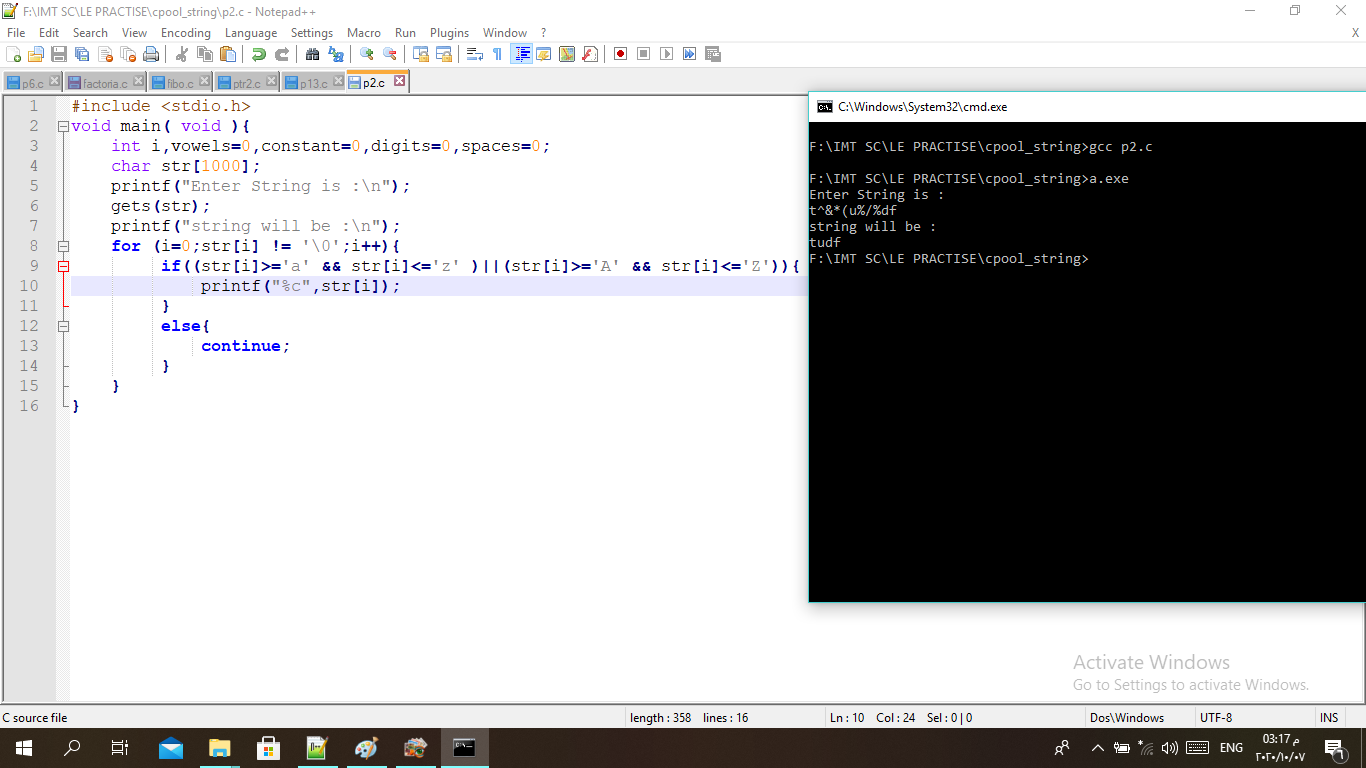 F:\IMT SC\LE PRACTISE\cpool_string\p2.c - Notepad++
File Edit Search View Encoding Language Settings Macro Run Plugins Window ? X
p6.c factoria.c fibo.c ptr2.c p13.c p2.c
1 #include <stdio.h>
2 void main( void ){
3 int i,vowels=0,constant=0,digits=0,spaces=0;
4 char str[1000];
5 printf("Enter String is :\n");
6 gets(str);
7 printf("string will be :\n");
8 for (i=0;str[i] != '\0';i++){
9 if((str[i]>='a' && str[i]<='z' )||(str[i]>='A' && str[i]<='Z')){
10 printf("%c",str[i]);
11 }
12 else{
13 continue;
14 }
15 }
16 }
C:\Windows\System32\cmd.exe
F:\IMT SC\LE PRACTISE\cpool_string>gcc p2.c
F:\IMT SC\LE PRACTISE\cpool_string>a.exe
Enter String is :
t^&*(u%/%df
string will be :
tudf
F:\IMT SC\LE PRACTISE\cpool_string>
Activate Windows
Go to Settings to activate Windows.
C source file length : 358 lines : 16 Ln : 10 Col : 24 Sel : 0 | 0 Dos\Windows UTF-8 INS
ENG
03:17 م
٢٠٢٠/١٠/٠٧